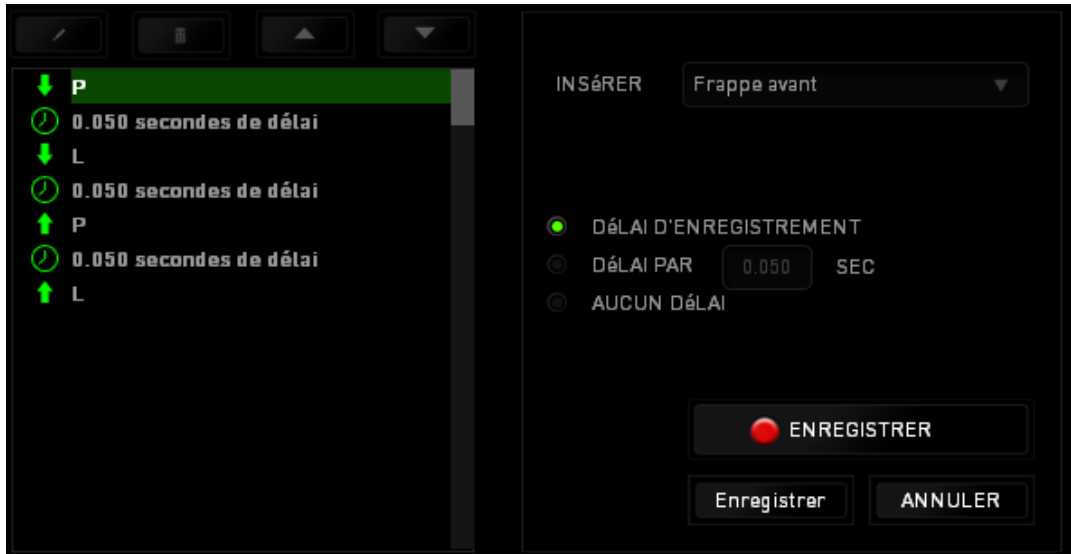 P
0.050 secondes de délai
L
0.050 secondes de délai
P
0.050 secondes de délai
L
INSéRER Frappe avant
DéLAI D'ENREGISTREMENT
DéLAI PAR 0.050 SEC
AUCUN DéLAI
ENREGISTRER
Enregistrer ANNULER